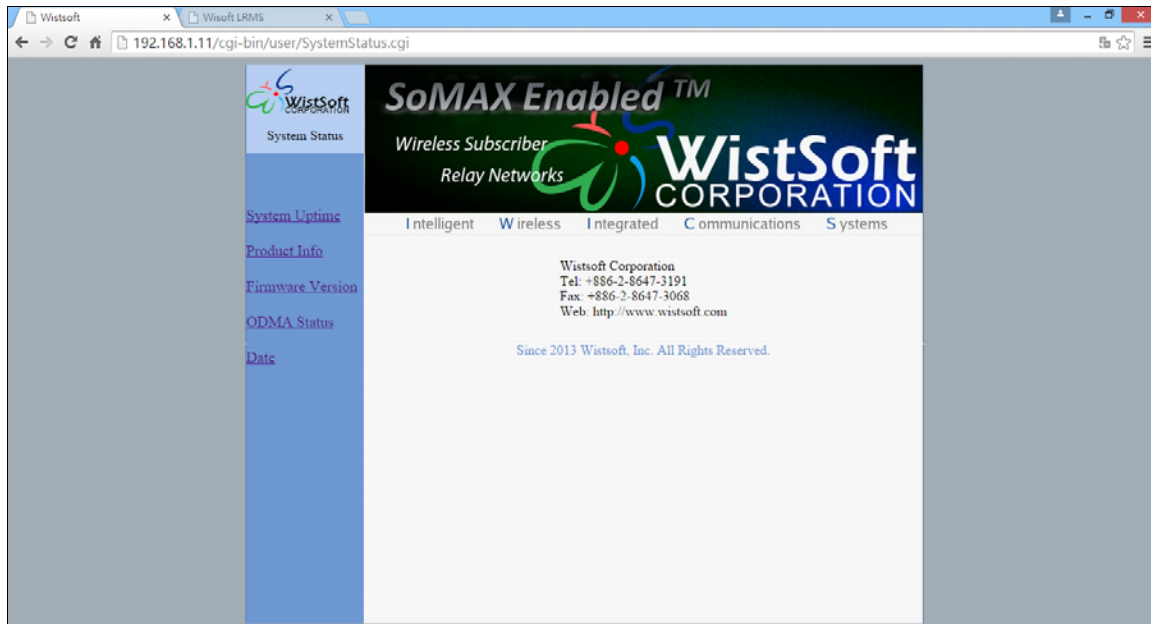 Wistsoft
Wisoft LRMS
192.168.1.11/cgi-bin/user/SystemStatus.cgi
WistSoft
CORPORATION
System Status
System Uptime
Product Info
Firmware Version
ODMA Status
Date
SoMAX Enabled TM
Wireless Subscriber
Relay Networks
WistSoft
CORPORATION
Intelligent Wireless Integrated Communications Systems
Wistsoft Corporation
Tel: +886-2-8647-3191
Fax: +886-2-8647-3068
Web: http://www.wistsoft.com
Since 2013 Wistsoft, Inc. All Rights Reserved.